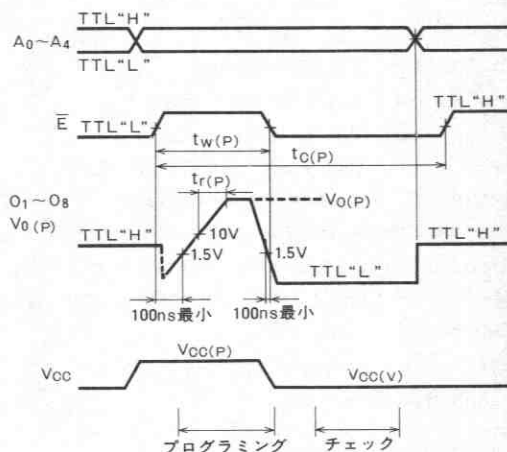 TTL“H”
A0~A4
TTL“L”
E
TTL“L”
TTL“H”
tw(P)
tc(P)
tr(P)
O1~O8
V0(P)
VO(P)
TTL“H”
10V
TTL“H”
1.5V
1.5V
TTL“L”
100ns最小
100ns最小
VCC(P)
VCC
VCC(V)
プログラミング
チェック